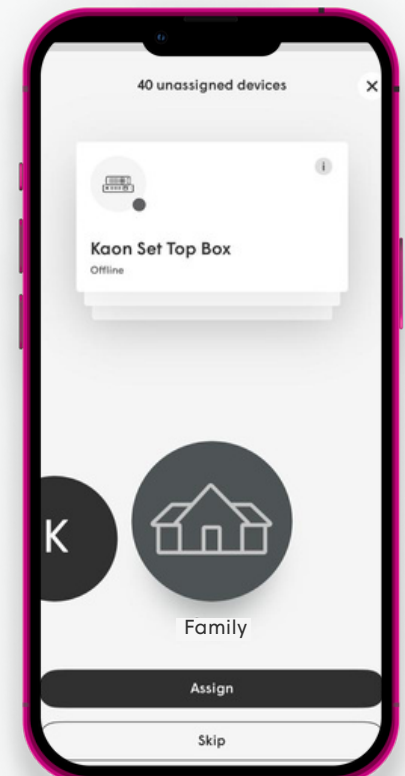 40 unassigned devices
Kaon Set Top Box
Offline
K
Family
Assign
Skip